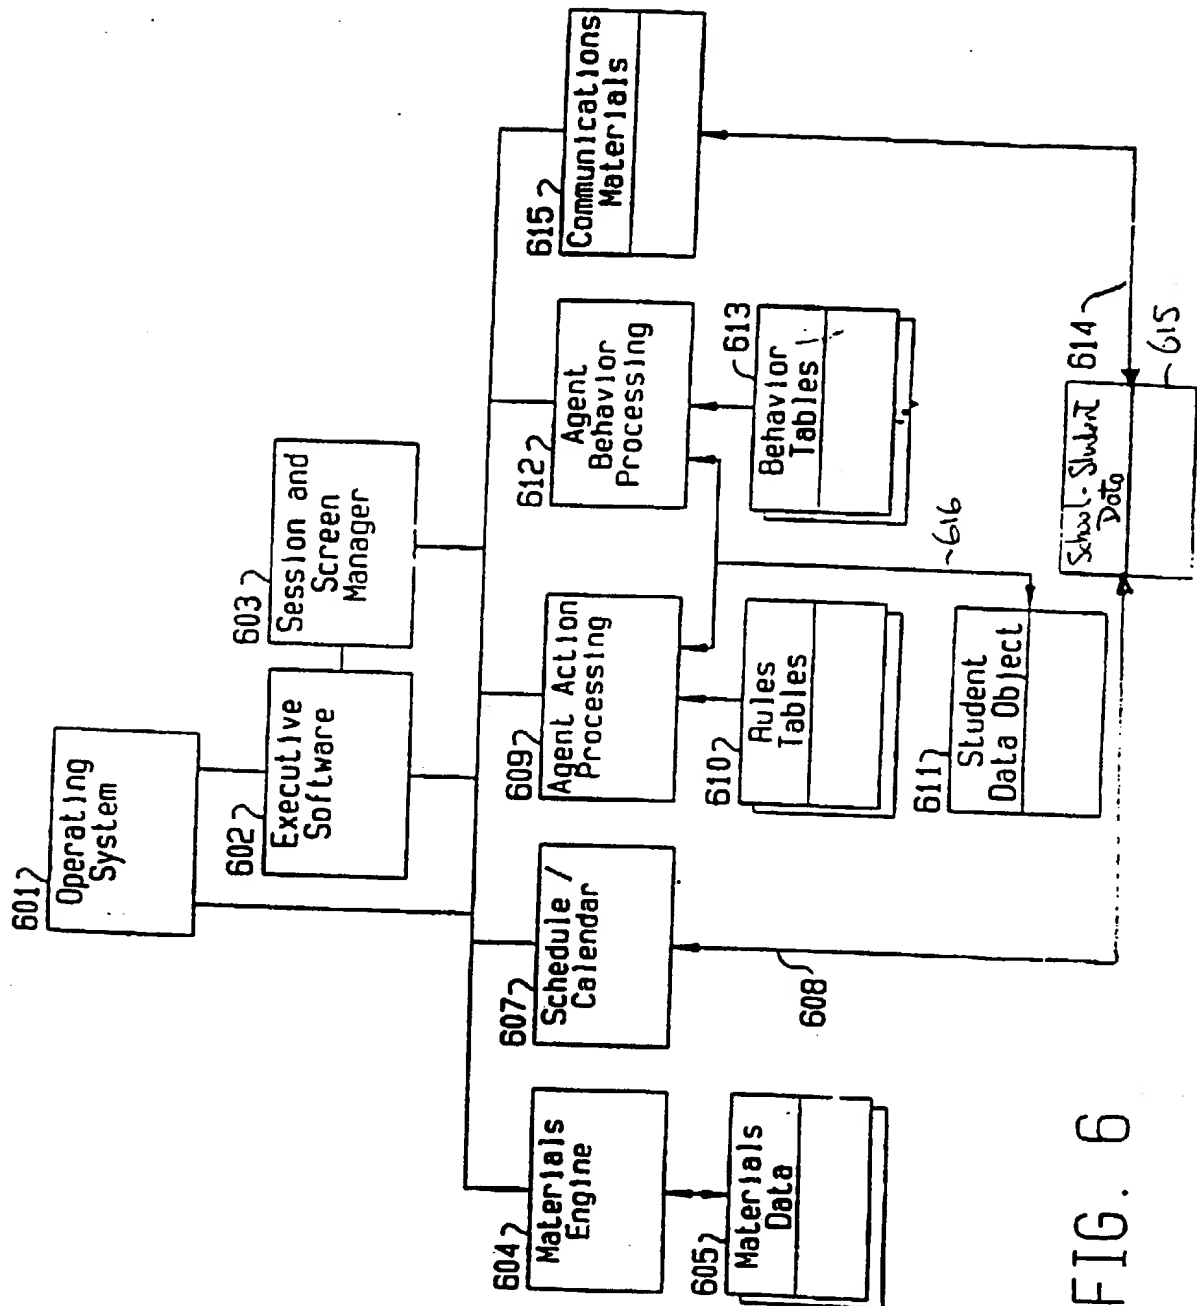 601
Operating
System
602
Executive
Software
603
Session and
Screen
Manager
604
Materials
Engine
607
Schedule /
Calendar
609
Agent Action
Processing
612
Agent
Behavior
Processing
615
Communications
Materials
605
Materials
Data
608
610
Rules
Tables
613
Behavior
Tables
616
614
611
Student
Data Object
School-Student
Data
615
FIG. 6